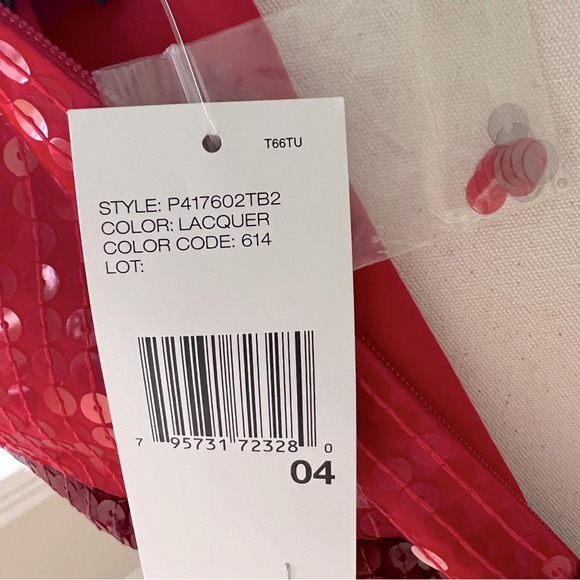 T66TU
STYLE: P417602TB2
COLOR: LACQUER
COLOR CODE: 614
LOT:
7 95731 72328 0
04